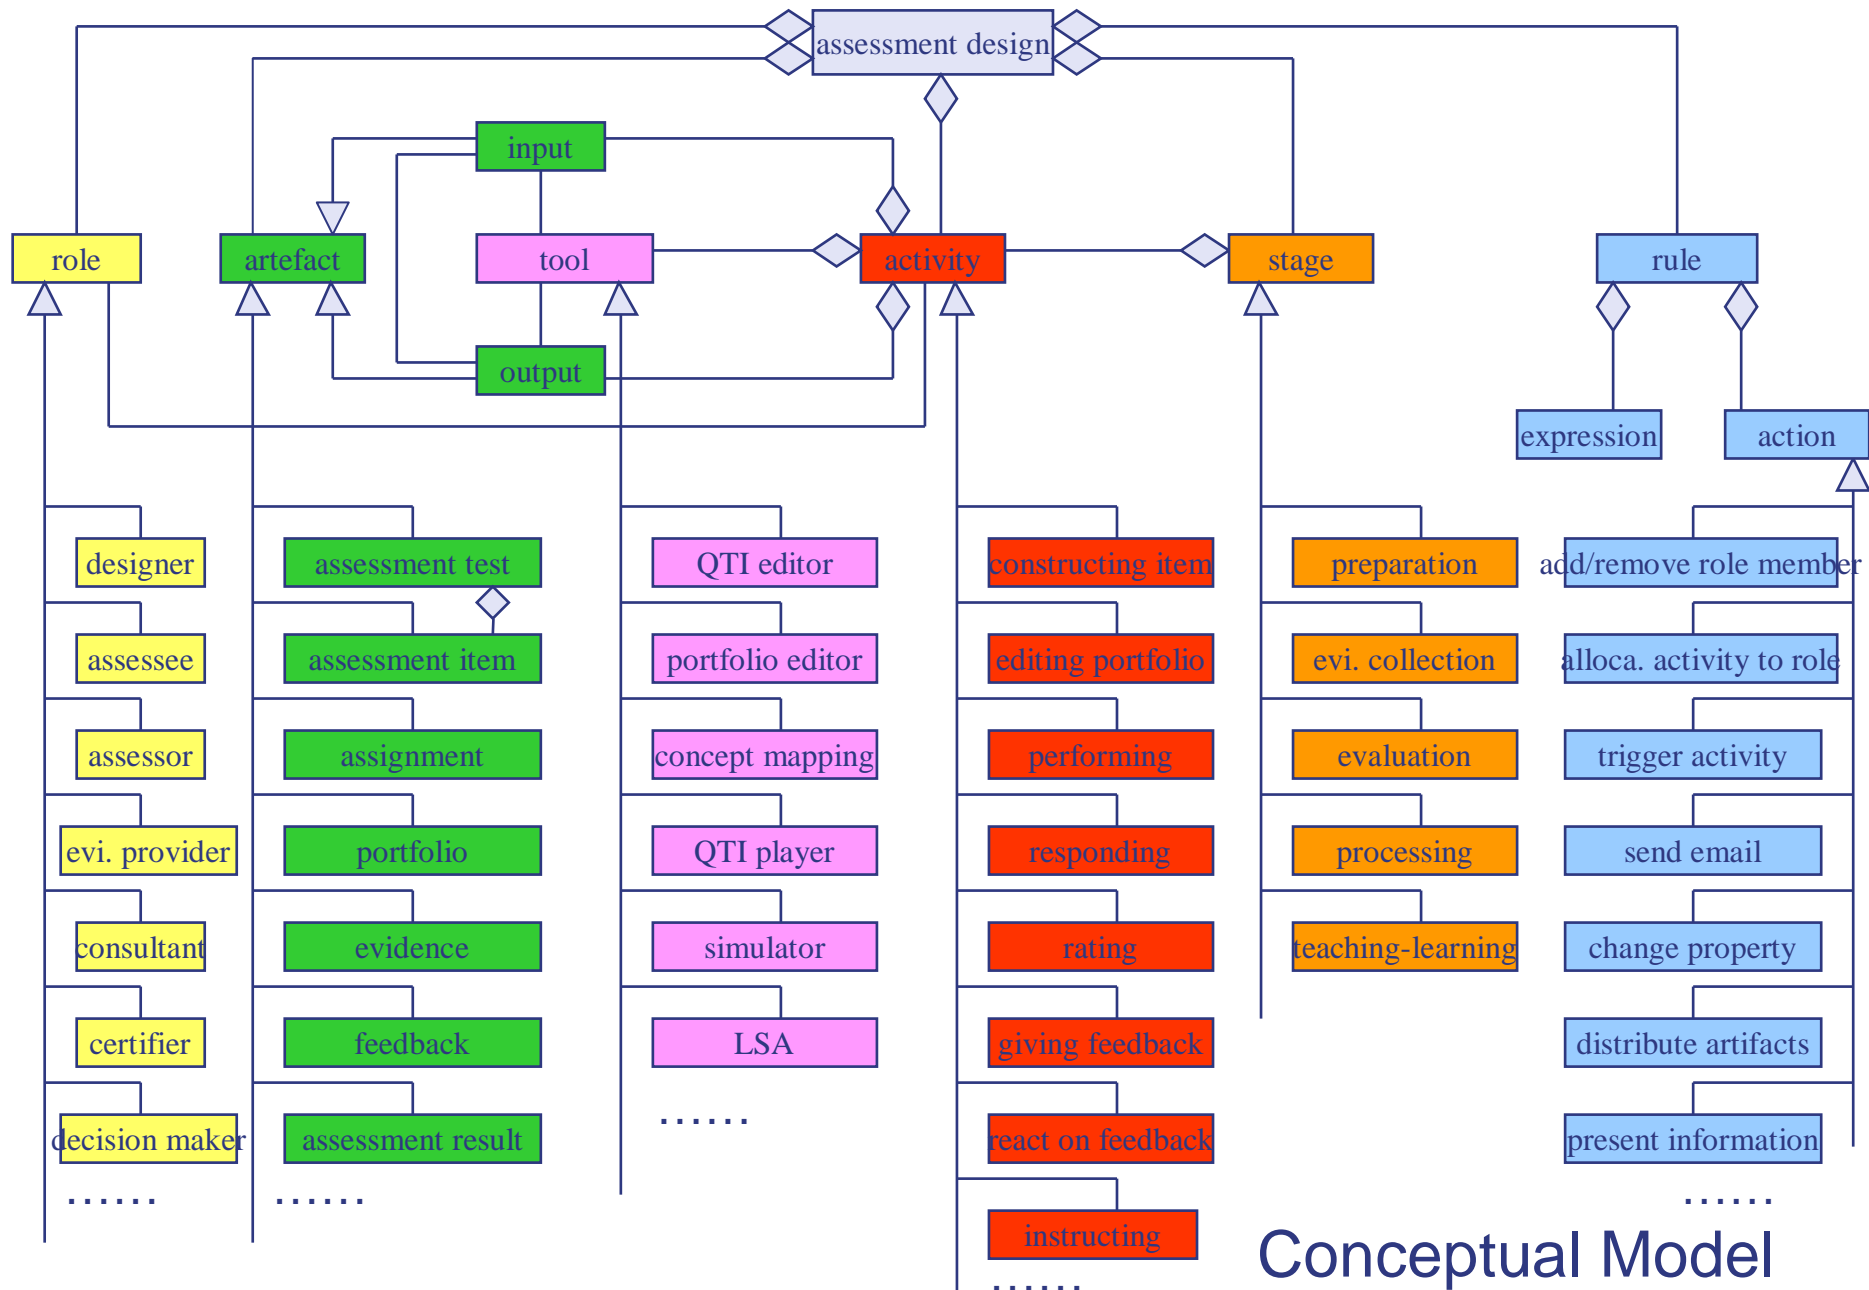 assessment design
input
role
artefact
tool
activity
stage
rule
output
expression
action
designer
assessment test
QTI editor
constructing item
preparation
add/remove role member
assessee
assessment item
portfolio editor
editing portfolio
evi. collection
alloca. activity to role
assessor
assignment
concept mapping
performing
evaluation
trigger activity
evi. provider
portfolio
QTI player
responding
processing
send email
consultant
evidence
simulator
rating
teaching-learning
change property
certifier
feedback
LSA
giving feedback
distribute artifacts
decision maker
assessment result
......
react on feedback
present information
......
......
instructing
......
Conceptual Model
......